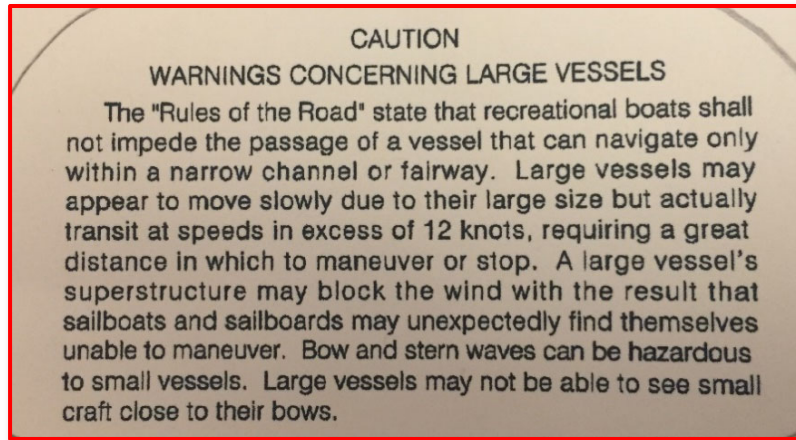 CAUTION
WARNINGS CONCERNING LARGE VESSELS
The "Rules of the Road" state that recreational boats shall
not impede the passage of a vessel that can navigate only
within a narrow channel or fairway. Large vessels may
appear to move slowly due to their large size but actually
transit at speeds in excess of 12 knots, requiring a great
distance in which to maneuver or stop. A large vessel's
superstructure may block the wind with the result that
sailboats and sailboards may unexpectedly find themselves
unable to maneuver. Bow and stern waves can be hazardous
to small vessels. Large vessels may not be able to see small
craft close to their bows.